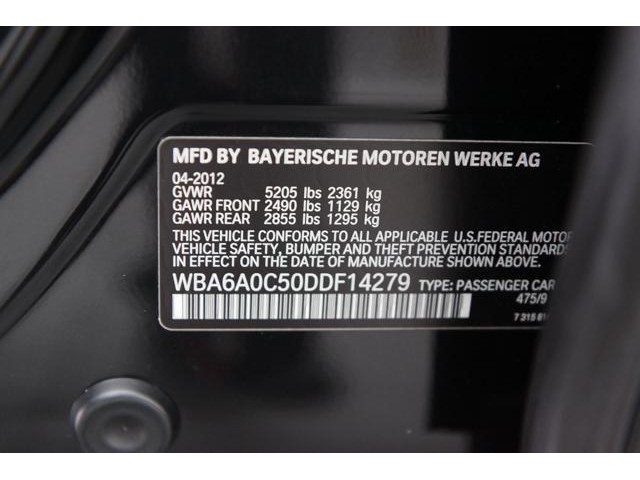 MFD BY BAYERISCHE MOTOREN WERKE AG
04-2012
GVWR 5205 lbs 2361 kg
GAWR FRONT 2490 lbs 1129 kg
GAWR REAR 2855 lbs 1295 kg
THIS VEHICLE CONFORMS TO ALL APPLICABLE U.S.FEDERAL MOTOR
VEHICLE SAFETY, BUMPER AND THEFT PREVENTION STANDARDS
IN EFFECT ON THE DATE OF MANUFACTURE SHOWN ABOVE.
WBA6A0C50DDF14279 TYPE: PASSENGER CAR
475/9
7 315